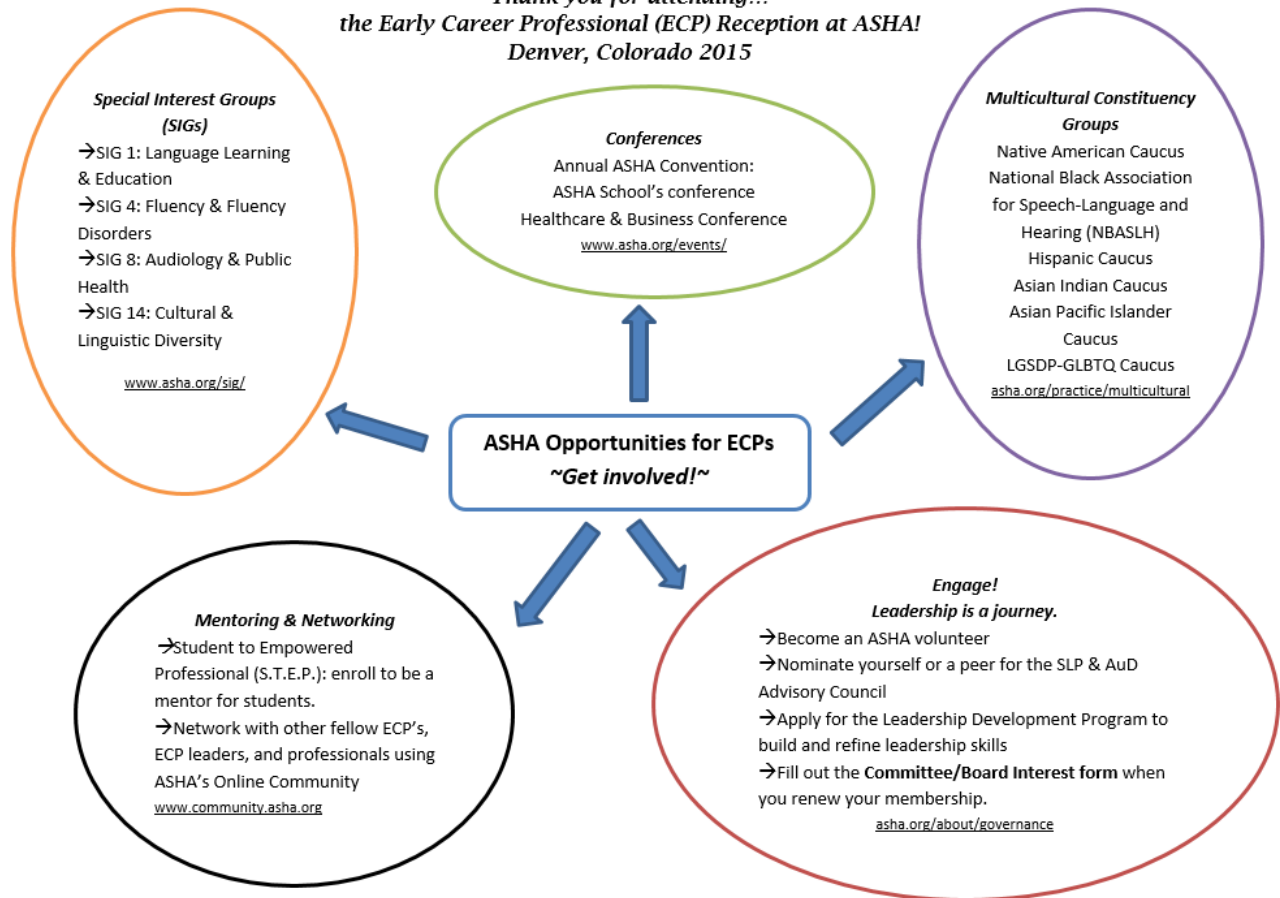 Thank you for attending...
the Early Career Professional (ECP) Reception at ASHA!
Denver, Colorado 2015
Special Interest Groups
(SIGs)
→SIG 1: Language Learning
& Education
→SIG 4: Fluency & Fluency
Disorders
→SIG 8: Audiology & Public
Health
→SIG 14: Cultural &
Linguistic Diversity
www.asha.org/sig/
Conferences
Annual ASHA Convention:
ASHA School’s conference
Healthcare & Business Conference
www.asha.org/events/
Multicultural Constituency
Groups
Native American Caucus
National Black Association
for Speech-Language and
Hearing (NBASLH)
Hispanic Caucus
Asian Indian Caucus
Asian Pacific Islander
Caucus
LGSDP-GLBTQ Caucus
asha.org/practice/multicultural
ASHA Opportunities for ECPs
~Get involved!~
Mentoring & Networking
→Student to Empowered
Professional (S.T.E.P.): enroll to be a
mentor for students.
→Network with other fellow ECP’s,
ECP leaders, and professionals using
ASHA’s Online Community
www.community.asha.org
Engage!
Leadership is a journey.
→Become an ASHA volunteer
→Nominate yourself or a peer for the SLP & AuD
Advisory Council
→Apply for the Leadership Development Program to
build and refine leadership skills
→Fill out the Committee/Board Interest form when
you renew your membership.
asha.org/about/governance